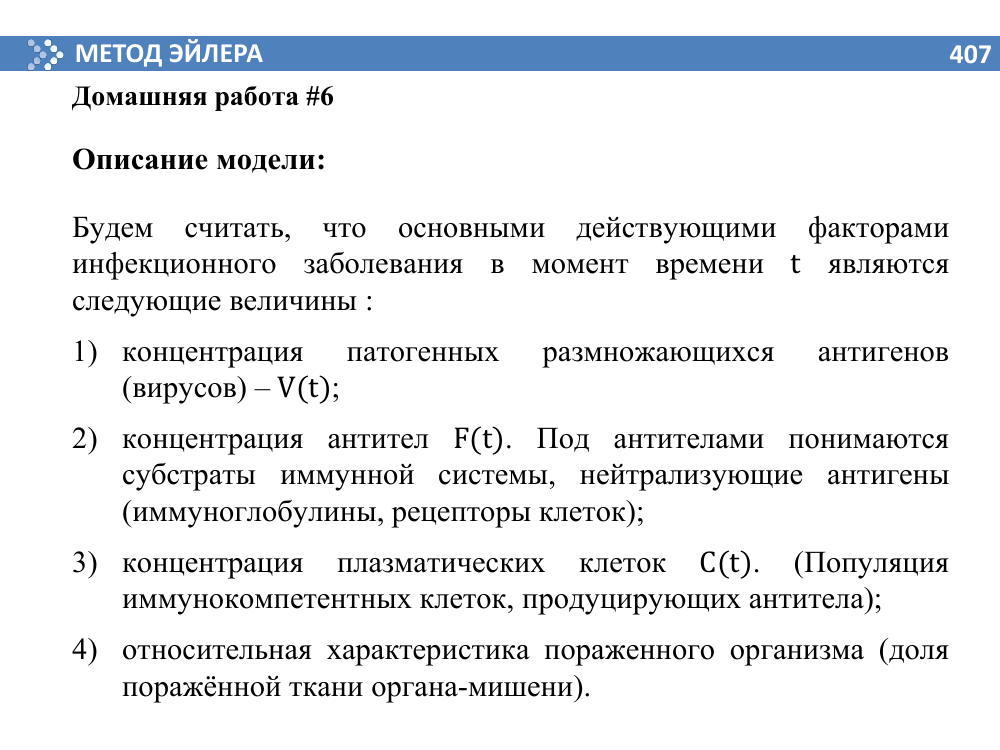 МЕТОД ЭЙЛЕРА 407
Домашняя работа #6
Описание модели:
Будем считать, что основными действующими факторами
инфекционного заболевания в момент времени t являются
следующие величины :
1) концентрация патогенных размножающихся антигенов
(вирусов) – V(t);
2) концентрация антител F(t). Под антителами понимаются
субстраты иммунной системы, нейтрализующие антигены
(иммуноглобулины, рецепторы клеток);
3) концентрация плазматических клеток C(t). (Популяция
иммунокомпетентных клеток, продуцирующих антитела);
4) относительная характеристика пораженного организма (доля
поражённой ткани органа-мишени).